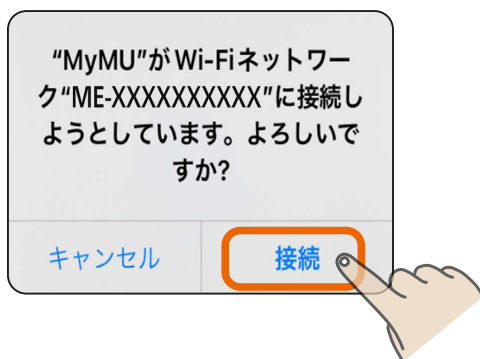 “MyMU”がWi-Fiネットワー
ク“ME-XXXXXXXXXXX”に接続し
ようとしています。よろしいで
すか?
キャンセル
接続